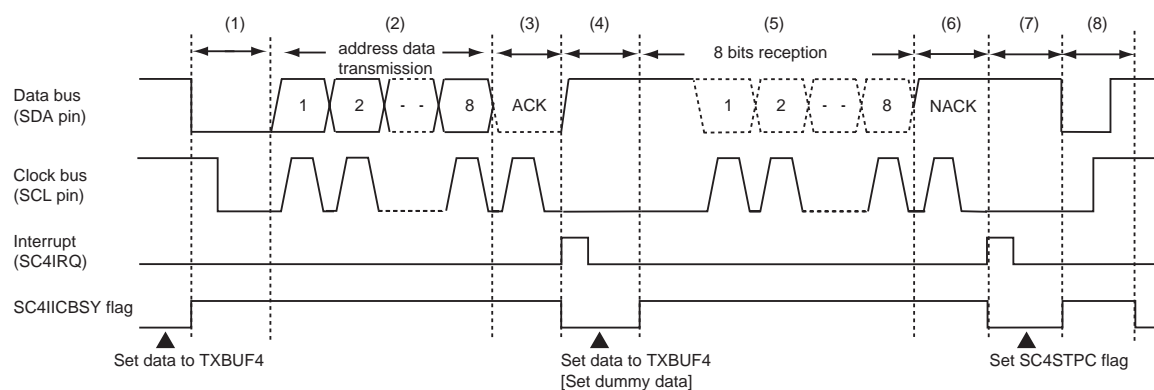 (1) (2) (3) (4) (5) (6) (7) (8)
address data
transmission
8 bits reception
Data bus
(SDA pin)
1 2 - - 8 ACK 1 2 - - 8 NACK
Clock bus
(SCL pin)
Interrupt
(SC4IRQ)
SC4IICBSY flag
Set data to TXBUF4
Set data to TXBUF4
[Set dummy data]
Set SC4STPC flag